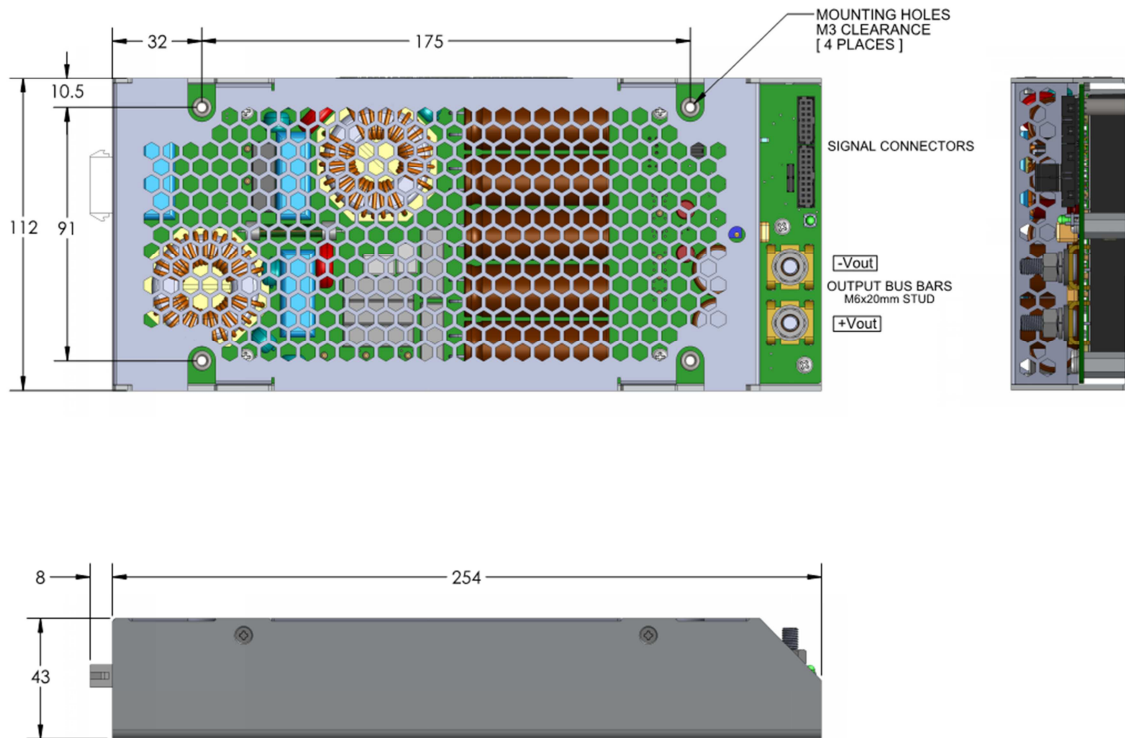 MOUNTING HOLES
M3 CLEARANCE
[ 4 PLACES ]
32
175
10.5
SIGNAL CONNECTORS
112
91
-Vout
OUTPUT BUS BARS
M6x20mm STUD
+Vout
8
254
43